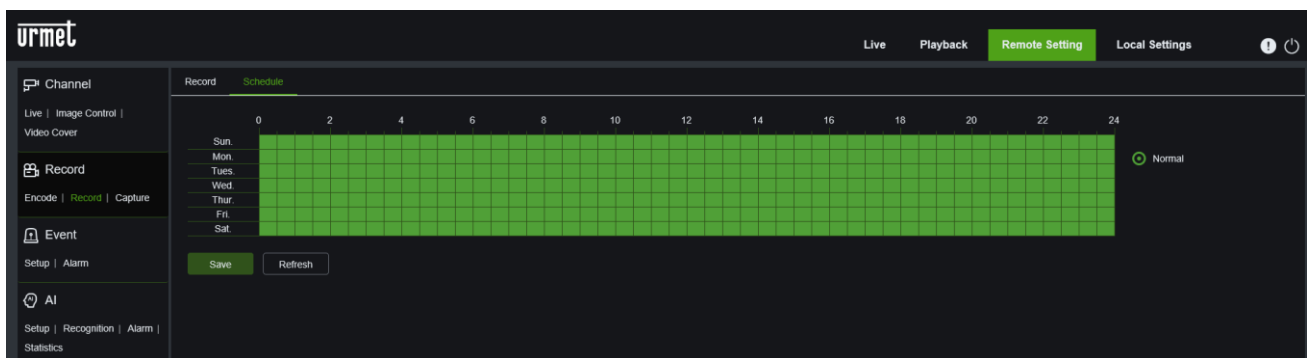 urmet
Live Playback Remote Setting Local Settings
Channel
Live | Image Control |
Video Cover
Record
Encode | Record | Capture
Event
Setup | Alarm
AI
Setup | Recognition | Alarm |
Statistics
Record Schedule
0 2 4 6 8 10 12 14 16 18 20 22 24
Sun.
Mon.
Tues.
Wed.
Thur.
Fri.
Sat.
Normal
Save Refresh